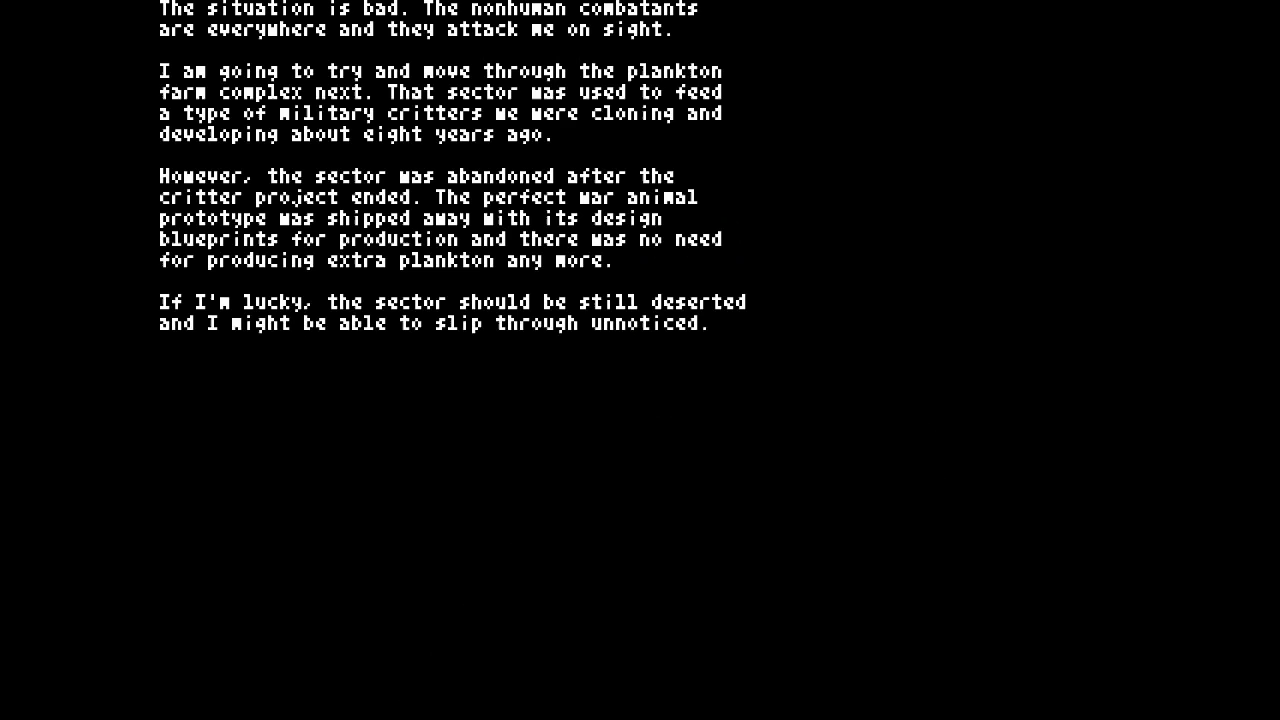 The situation is bad. The nonhuman combatants
are everywhere and they attack me on sight.
I am going to try and move through the plankton
farm complex next. That sector was used to feed
a type of military critters we were cloning and
developing about eight years ago.
However, the sector was abandoned after the
critter project ended. The perfect war animal
prototype was shipped away with its design
blueprints for production and there was no need
for producing extra plankton any more.
If I'm lucky, the sector should be still deserted
and I might be able to slip through unnoticed.